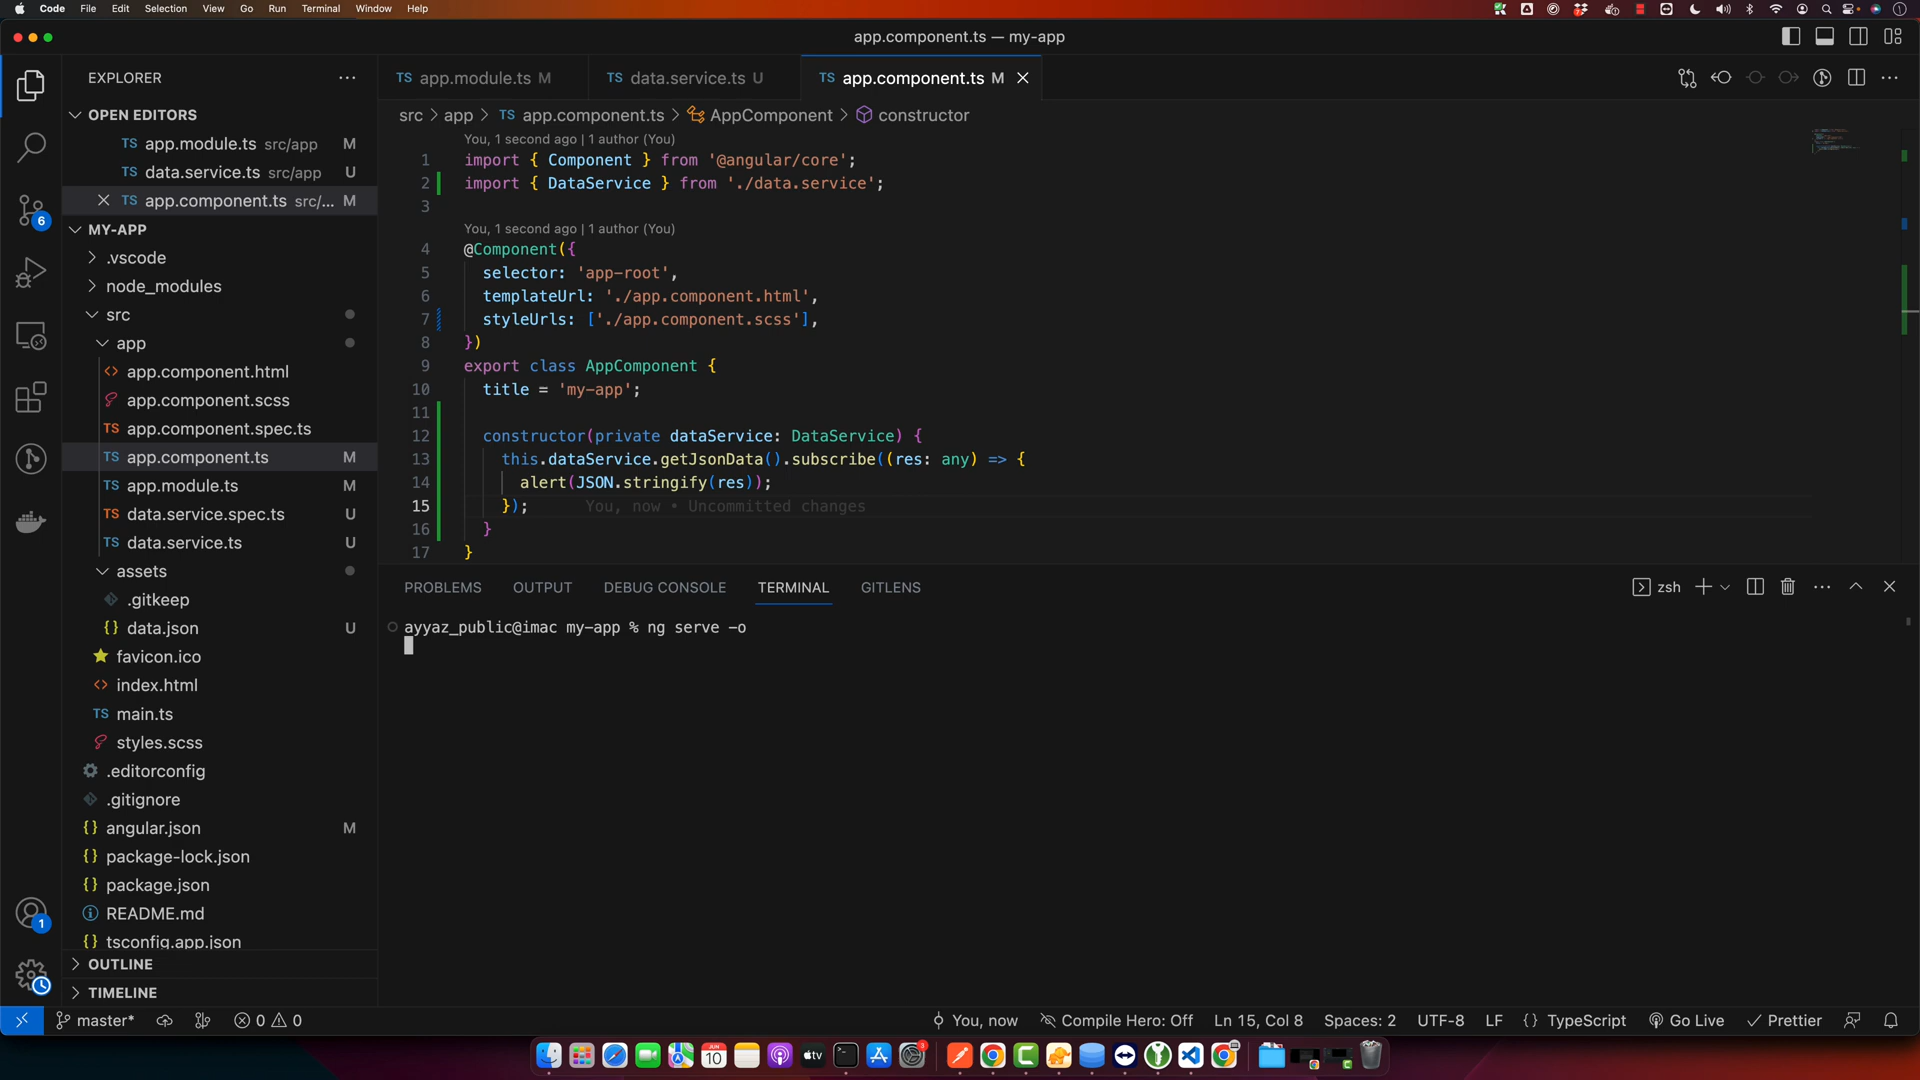 Code File Edit Selection View Go Run Terminal Window Help
app.component.ts — my-app
EXPLORER
OPEN EDITORS
TS app.module.ts src/app M
TS data.service.ts src/app U
TS app.component.ts src/... M
MY-APP
.vscode
node_modules
src
app
app.component.html
app.component.scss
TS app.component.spec.ts
TS app.component.ts M
TS app.module.ts M
TS data.service.spec.ts U
TS data.service.ts U
assets
.gitkeep
{} data.json U
favicon.ico
index.html
TS main.ts
styles.scss
.editorconfig
.gitignore
{} angular.json M
{} package-lock.json
{} package.json
README.md
{} tsconfig.app.json
OUTLINE
TIMELINE
6
1
TS app.module.ts M
TS data.service.ts U
TS app.component.ts M
src > app > TS app.component.ts > AppComponent > constructor
You, 1 second ago | 1 author (You)
1 import { Component } from '@angular/core';
2 import { DataService } from './data.service';
3
You, 1 second ago | 1 author (You)
4 @Component({
5 selector: 'app-root',
6 templateUrl: './app.component.html',
7 styleUrls: ['./app.component.scss'],
8 })
9 export class AppComponent {
10 title = 'my-app';
11
12 constructor(private dataService: DataService) {
13 this.dataService.getJsonData().subscribe((res: any) => {
14 alert(JSON.stringify(res));
15 }); You, now • Uncommitted changes
16 }
17 }
PROBLEMS OUTPUT DEBUG CONSOLE TERMINAL GITLENS
zsh
ayyaz_public@imac my-app % ng serve -o
master* 0 0
You, now Compile Hero: Off Ln 15, Col 8 Spaces: 2 UTF-8 LF {} TypeScript Go Live Prettier
JUN
10
tv